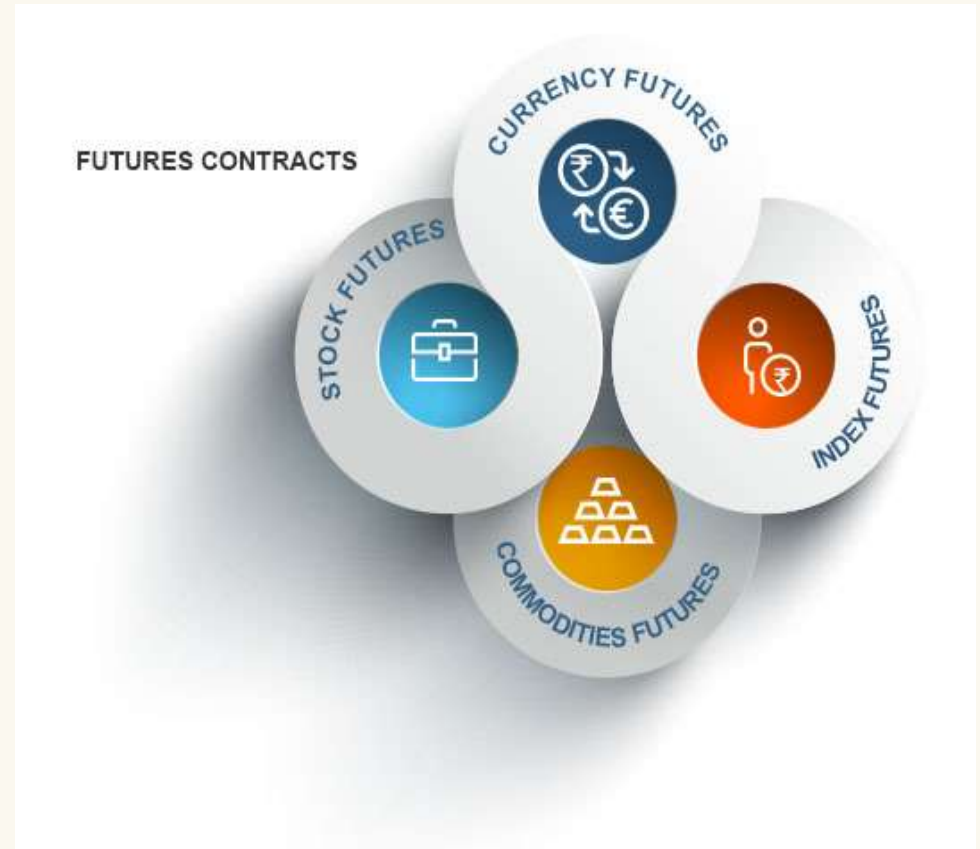 FUTURES CONTRACTS
CURRENCY FUTURES
STOCK FUTURES
INDEX FUTURES
COMMODITIES FUTURES
₹
€
₹